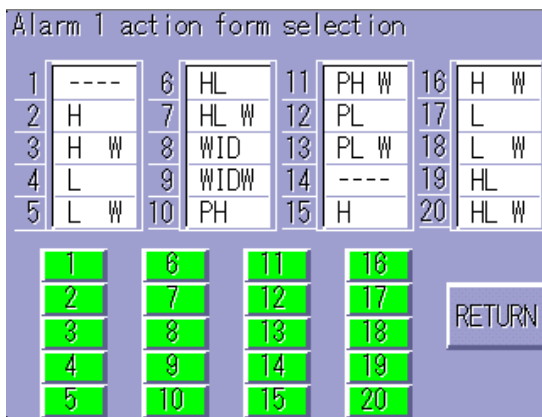 Alarm 1 action form selection
1 ---- 6 HL 11 PH W 16 H W
2 H 7 HL W 12 PL 17 L
3 H W 8 WID 13 PL W 18 L W
4 L 9 WIDW 14 ---- 19 HL
5 L W 10 PH 15 H 20 HL W
1 6 11 16
2 7 12 17
RETURN
3 8 13 18
4 9 14 19
5 10 15 20